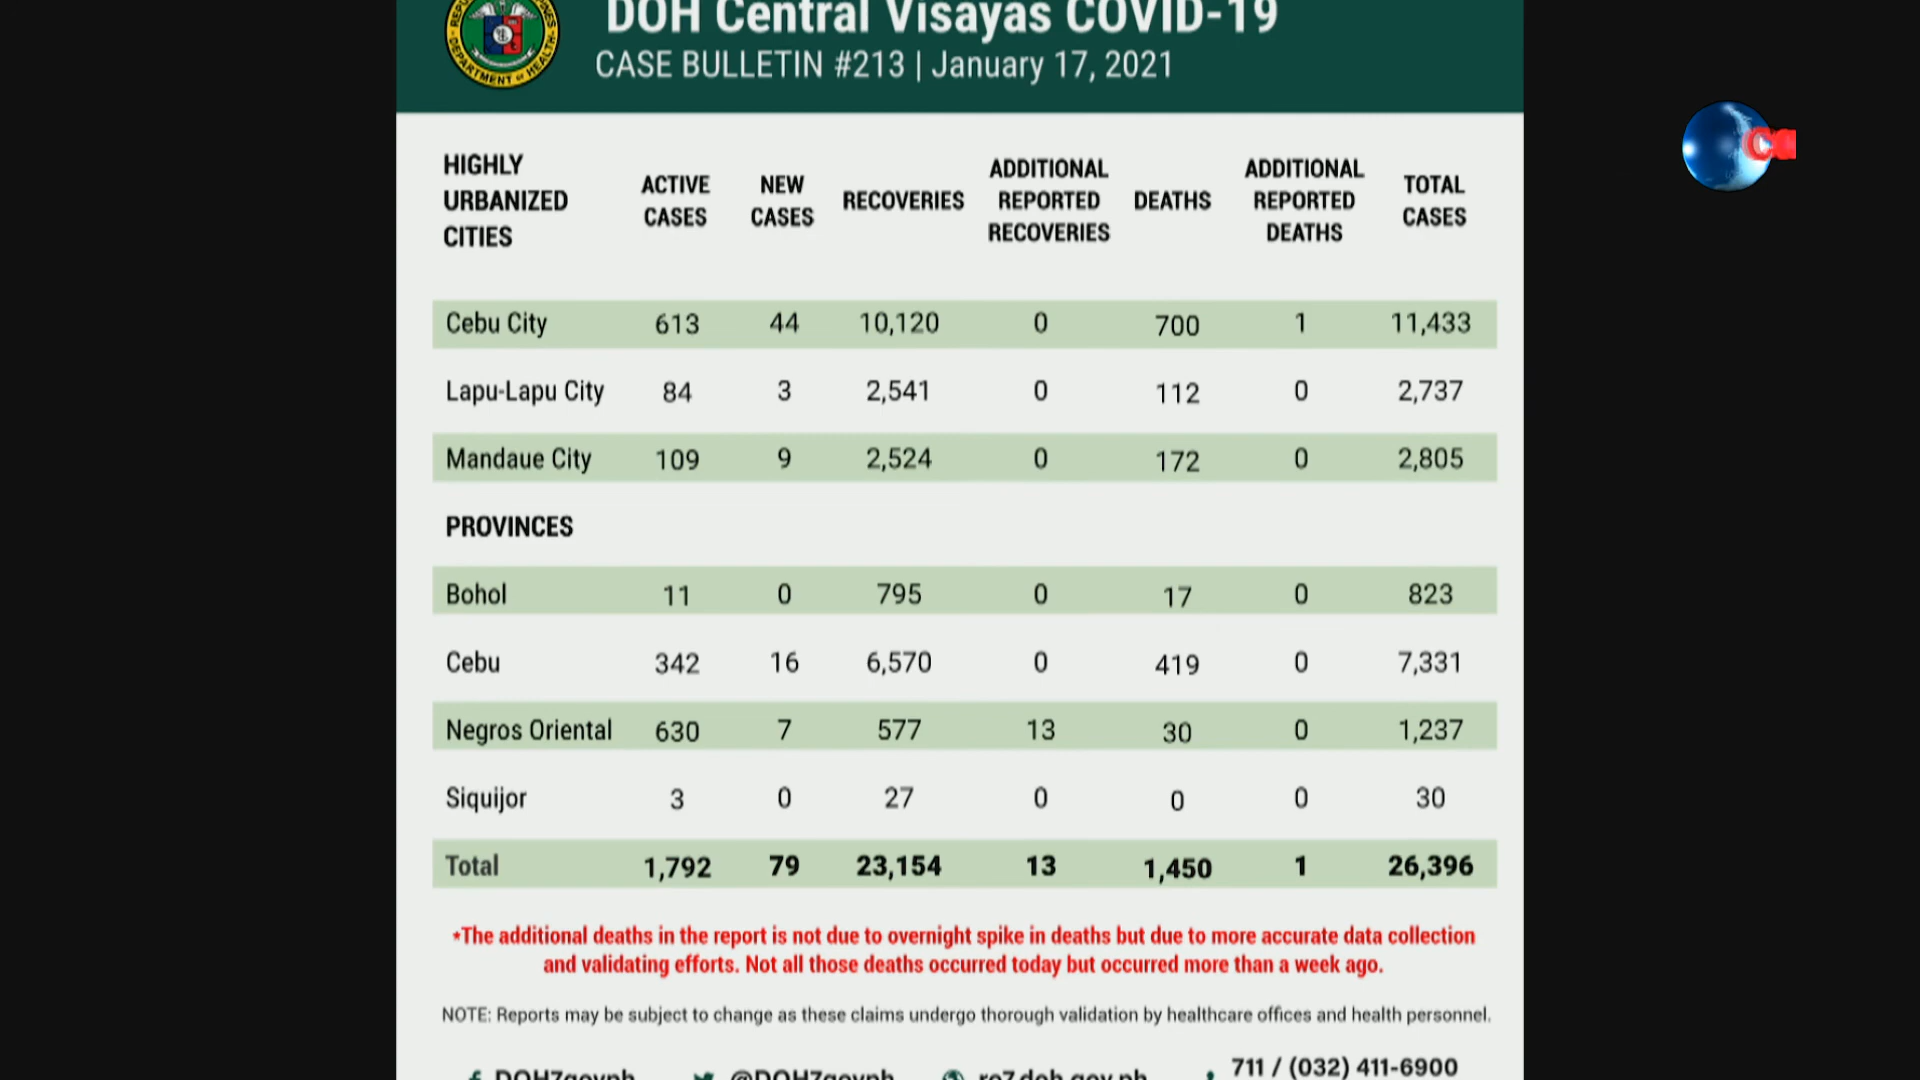 DOH Central Visayas COVID-19
CASE BULLETIN #213 | January 17, 2021
HIGHLY URBANIZED CITIES ACTIVE CASES NEW CASES RECOVERIES ADDITIONAL REPORTED RECOVERIES DEATHS ADDITIONAL REPORTED DEATHS TOTAL CASES
Cebu City 613 44 10,120 0 700 1 11,433
Lapu-Lapu City 84 3 2,541 0 112 0 2,737
Mandaue City 109 9 2,524 0 172 0 2,805
PROVINCES
Bohol 11 0 795 0 17 0 823
Cebu 342 16 6,570 0 419 0 7,331
Negros Oriental 630 7 577 13 30 0 1,237
Siquijor 3 0 27 0 0 0 30
Total 1,792 79 23,154 13 1,450 1 26,396
*The additional deaths in the report is not due to overnight spike in deaths but due to more accurate data collection
and validating efforts. Not all those deaths occurred today but occurred more than a week ago.
NOTE: Reports may be subject to change as these claims undergo thorough validation by healthcare offices and health personnel.
DOH7govph @DOH7govph ro7.doh.gov.ph 711 / (032) 411-6900